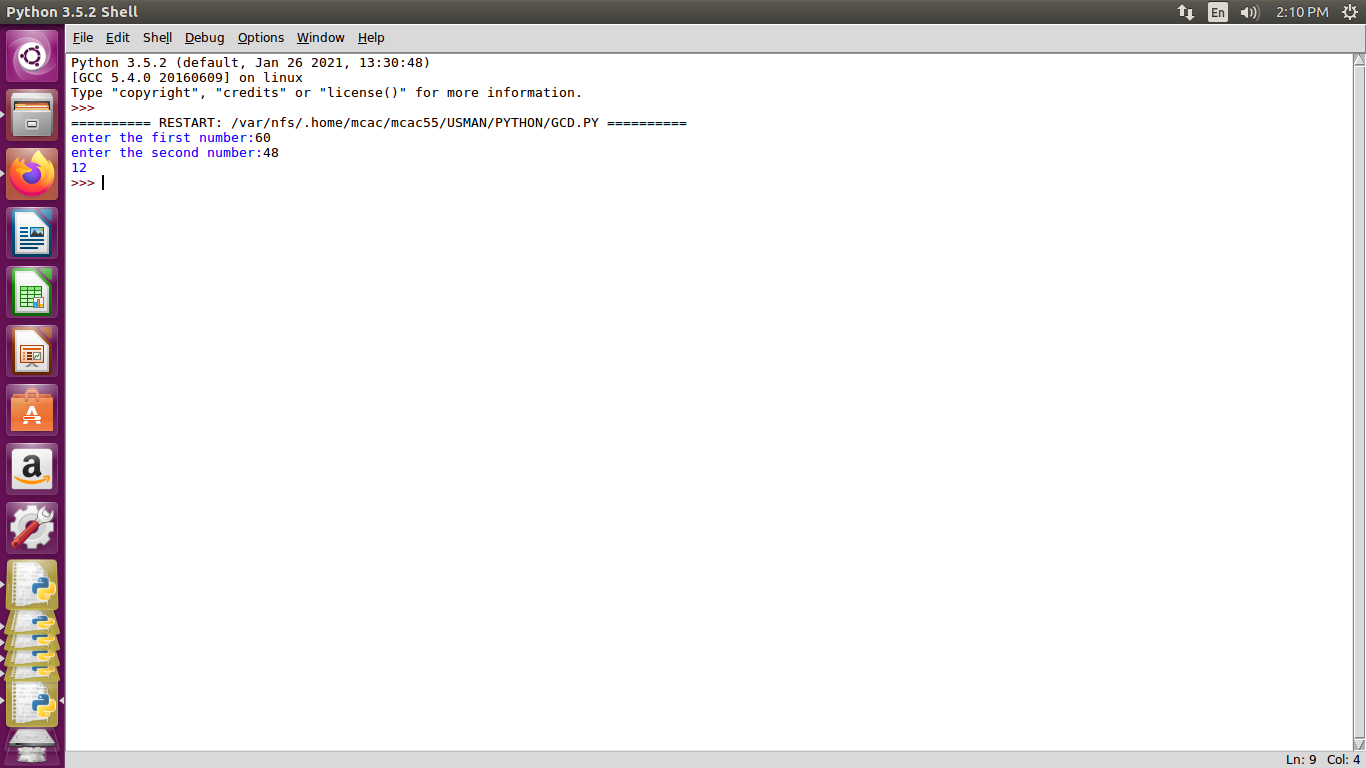 Python 3.5.2 Shell
En
2:10 PM
File Edit Shell Debug Options Window Help
Python 3.5.2 (default, Jan 26 2021, 13:30:48)
[GCC 5.4.0 20160609] on linux
Type "copyright", "credits" or "license()" for more information.
>>>
========== RESTART: /var/nfs/.home/mcac/mcac55/USMAN/PYTHON/GCD.PY ==========
enter the first number:60
enter the second number:48
12
>>>
A
a
Ln: 9 Col: 4